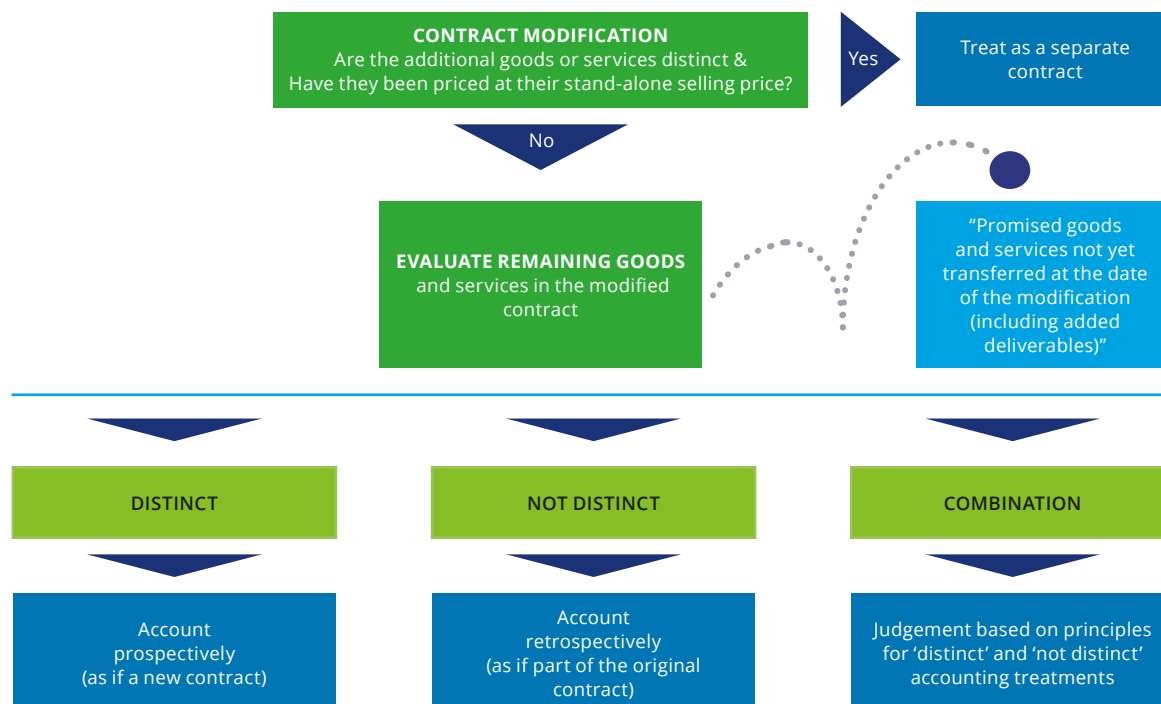 CONTRACT MODIFICATION
Are the additional goods or services distinct &
Have they been priced at their stand-alone selling price?
Yes
Treat as a separate
contract
No
EVALUATE REMAINING GOODS
and services in the modified
contract
“Promised goods
and services not yet
transferred at the date
of the modification
(including added
deliverables)”
DISTINCT
NOT DISTINCT
COMBINATION
Account
prospectively
(as if a new contract)
Account
retrospectively
(as if part of the original
contract)
Judgement based on principles
for ‘distinct’ and ‘not distinct’
accounting treatments